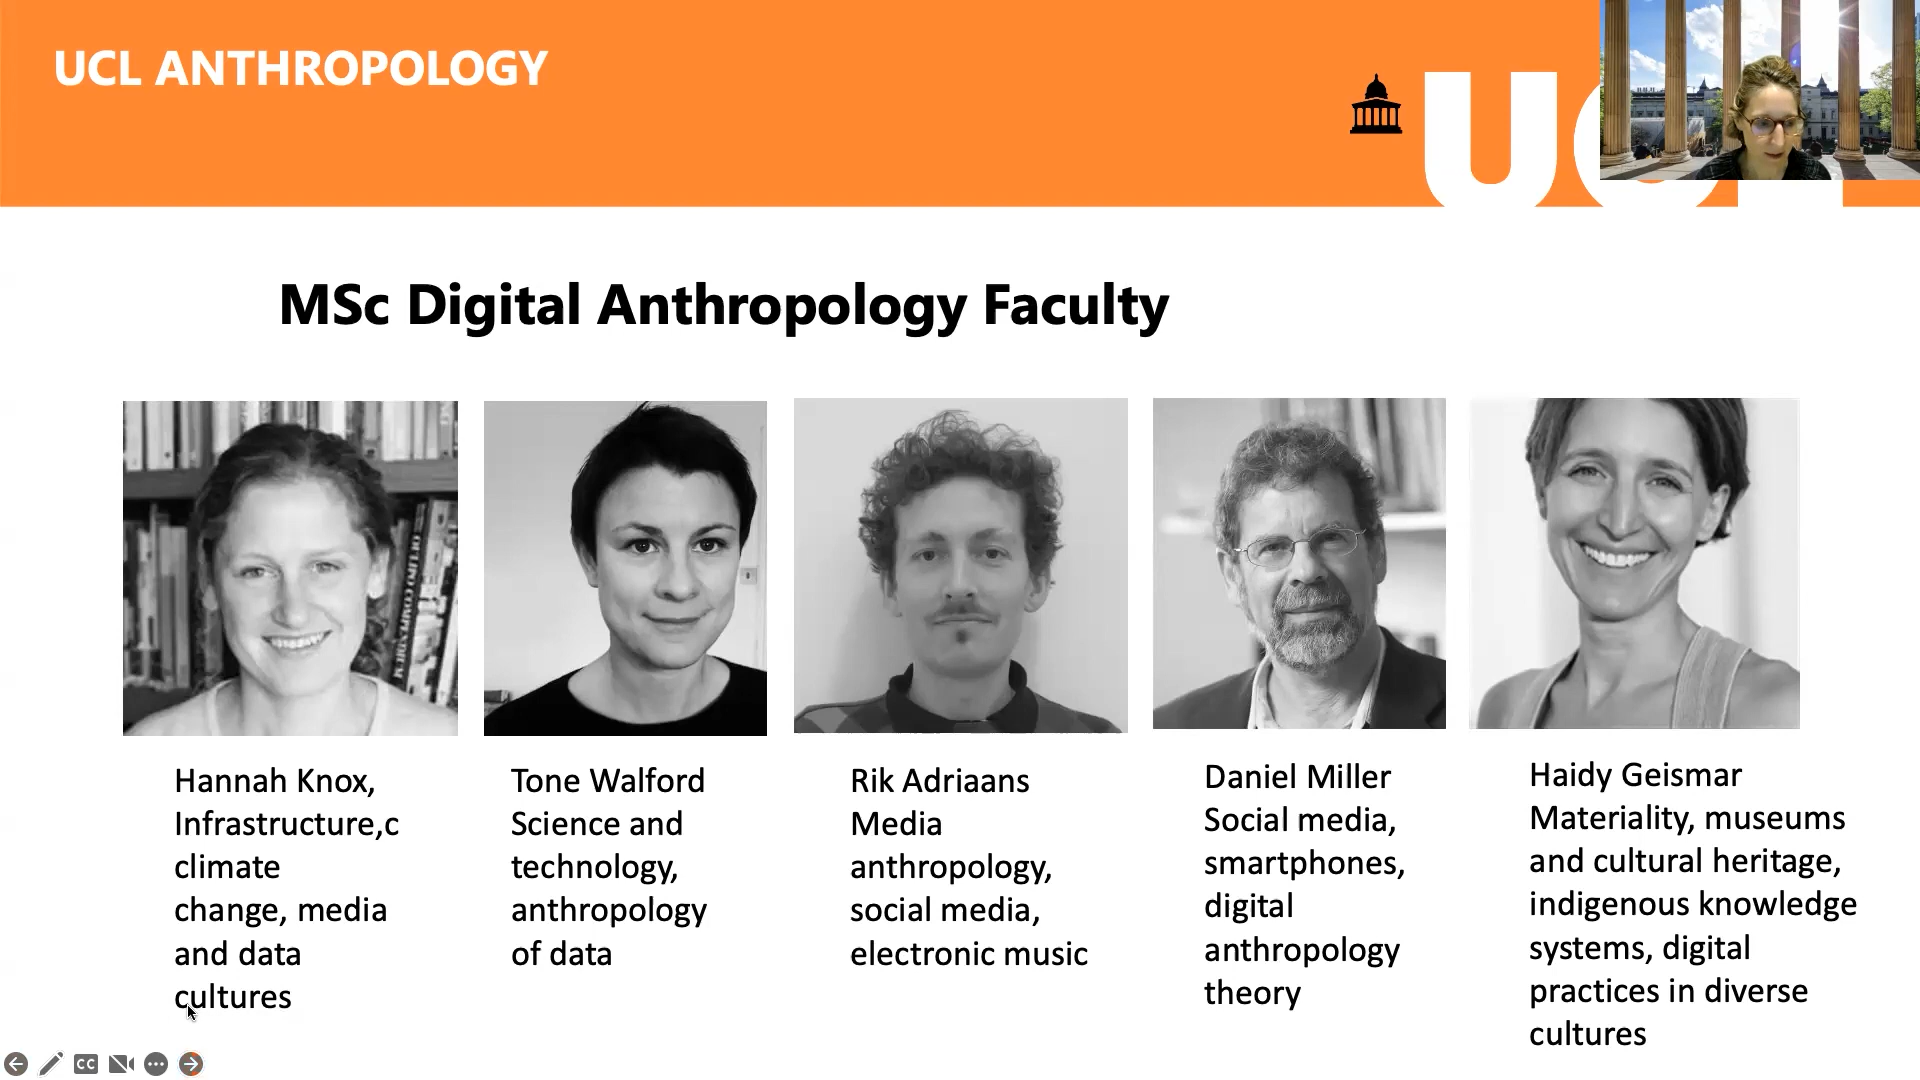 UCL ANTHROPOLOGY
UCL
MSc Digital Anthropology Faculty
Hannah Knox,
Infrastructure,c
climate
change, media
and data
cultures
Tone Walford
Science and
technology,
anthropology
of data
Rik Adriaans
Media
anthropology,
social media,
electronic music
Daniel Miller
Social media,
smartphones,
digital
anthropology
theory
Haidy Geismar
Materiality, museums
and cultural heritage,
indigenous knowledge
systems, digital
practices in diverse
cultures
CC